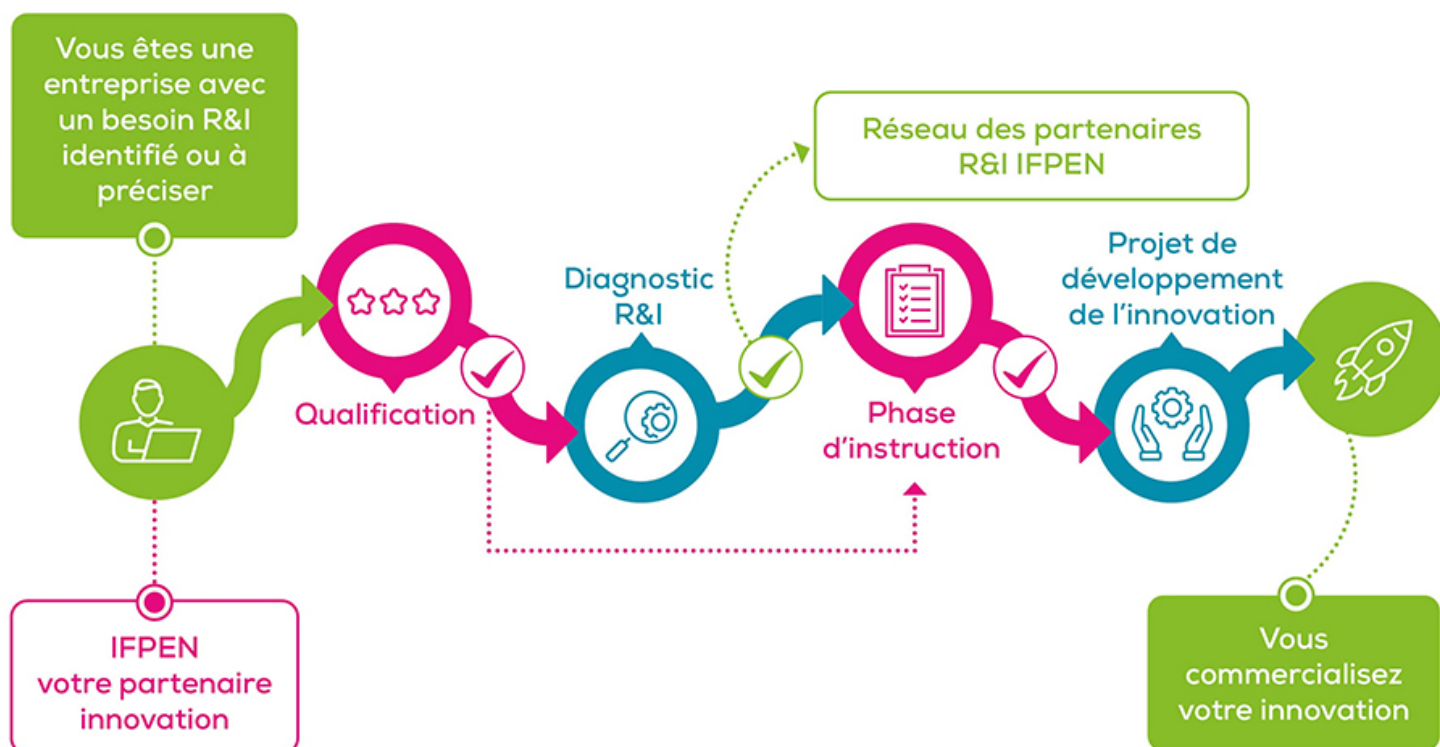 Vous êtes une
entreprise avec
un besoin R&I
identifié ou à
préciser
Réseau des partenaires
R&I IFPEN
Qualification
Diagnostic
R&I
Phase
d'instruction
Projet de
développement
de l'innovation
IFPEN
votre partenaire
innovation
Vous
commercialisez
votre innovation